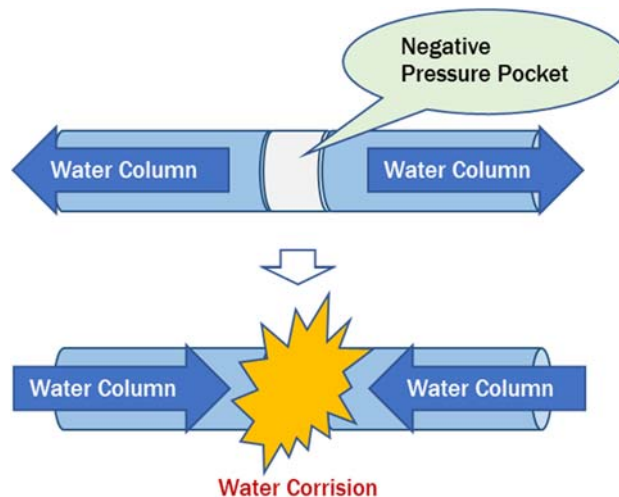 Negative
Pressure Pocket
Water Column
Water Column
Water Column
Water Column
Water Corrision